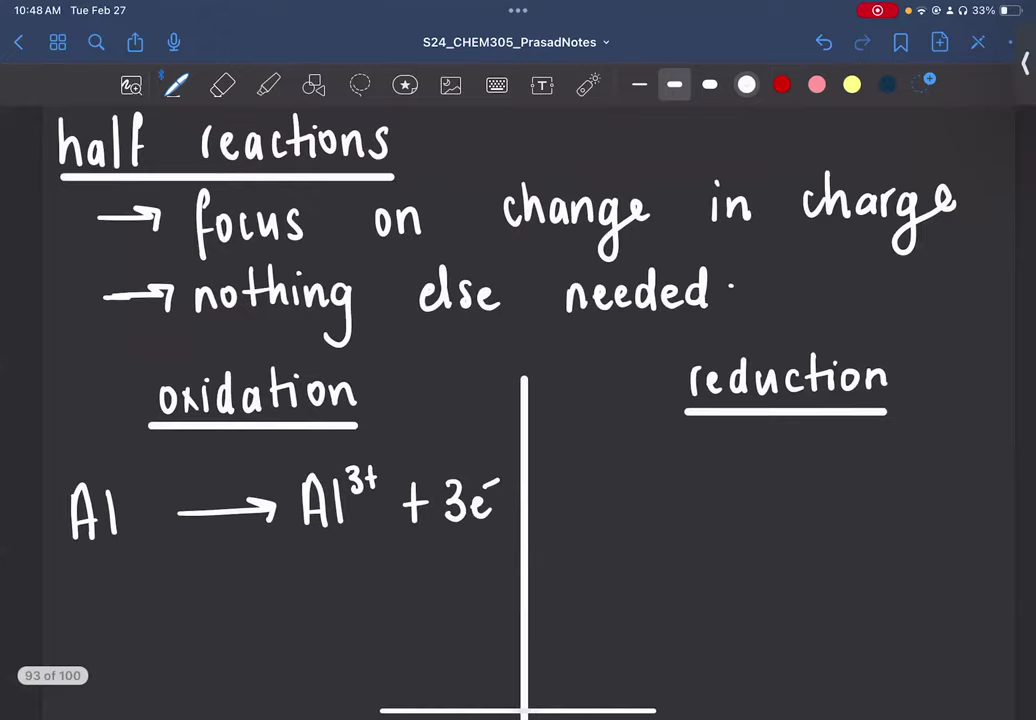 10:48 AM Tue Feb 27
33%
S24_CHEM305_PrasadNotes
half reactions
→ focus on change in charge
→ nothing else needed.
oxidation
reduction
Al → Al³⁺ + 3e⁻
93 of 100